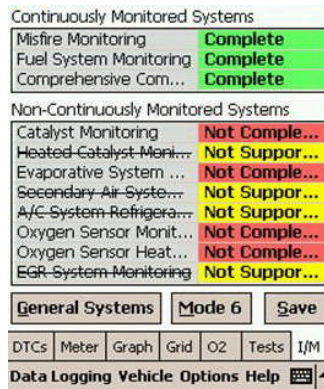 Continuously Monitored Systems
Misfire Monitoring Complete
Fuel System Monitoring Complete
Comprehensive Com... Complete
Non-Continuously Monitored Systems
Catalyst Monitoring Not Comple...
Heated Catalyst Moni... Not Suppor...
Evaporative System ... Not Comple...
Secondary Air Syste... Not Suppor...
A/C System Refrigera... Not Suppor...
Oxygen Sensor Monit... Not Comple...
Oxygen Sensor Heat... Not Comple...
EGR System Monitoring Not Suppor...
General Systems Mode 6 Save
DTCs Meter Graph Grid O2 Tests I/M
Data Logging Vehicle Options Help